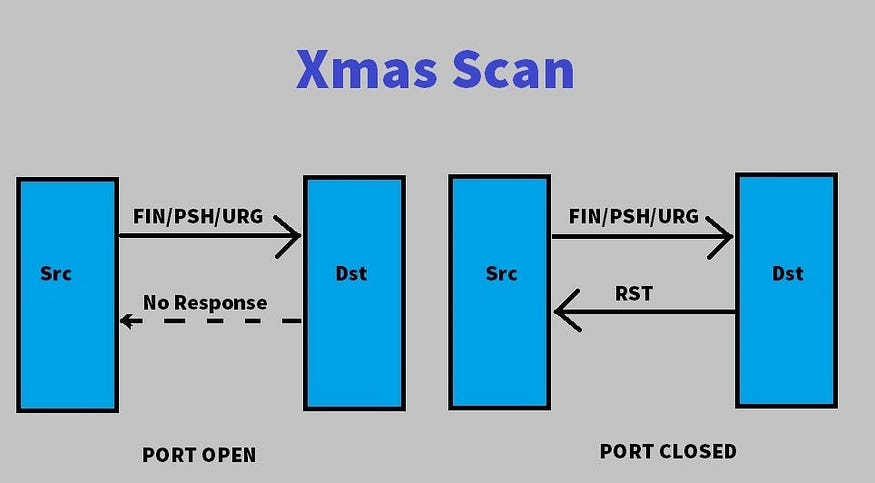 Xmas Scan
FIN/PSH/URG
Src
Dst
No Response
PORT OPEN
FIN/PSH/URG
Src
Dst
RST
PORT CLOSED